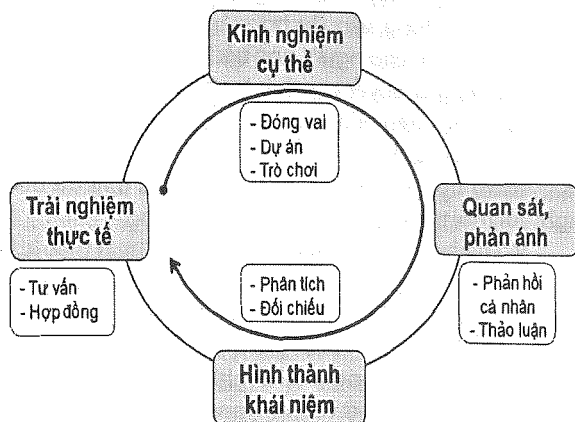 Kinh nghiệm
cụ thể
- Đóng vai
- Dự án
- Trò chơi
Trải nghiệm
thực tế
- Tư vấn
- Hợp đồng
Quan sát,
phản ánh
- Phản hồi
cá nhân
- Thảo luận
- Phân tích
- Đối chiếu
Hình thành
khái niệm